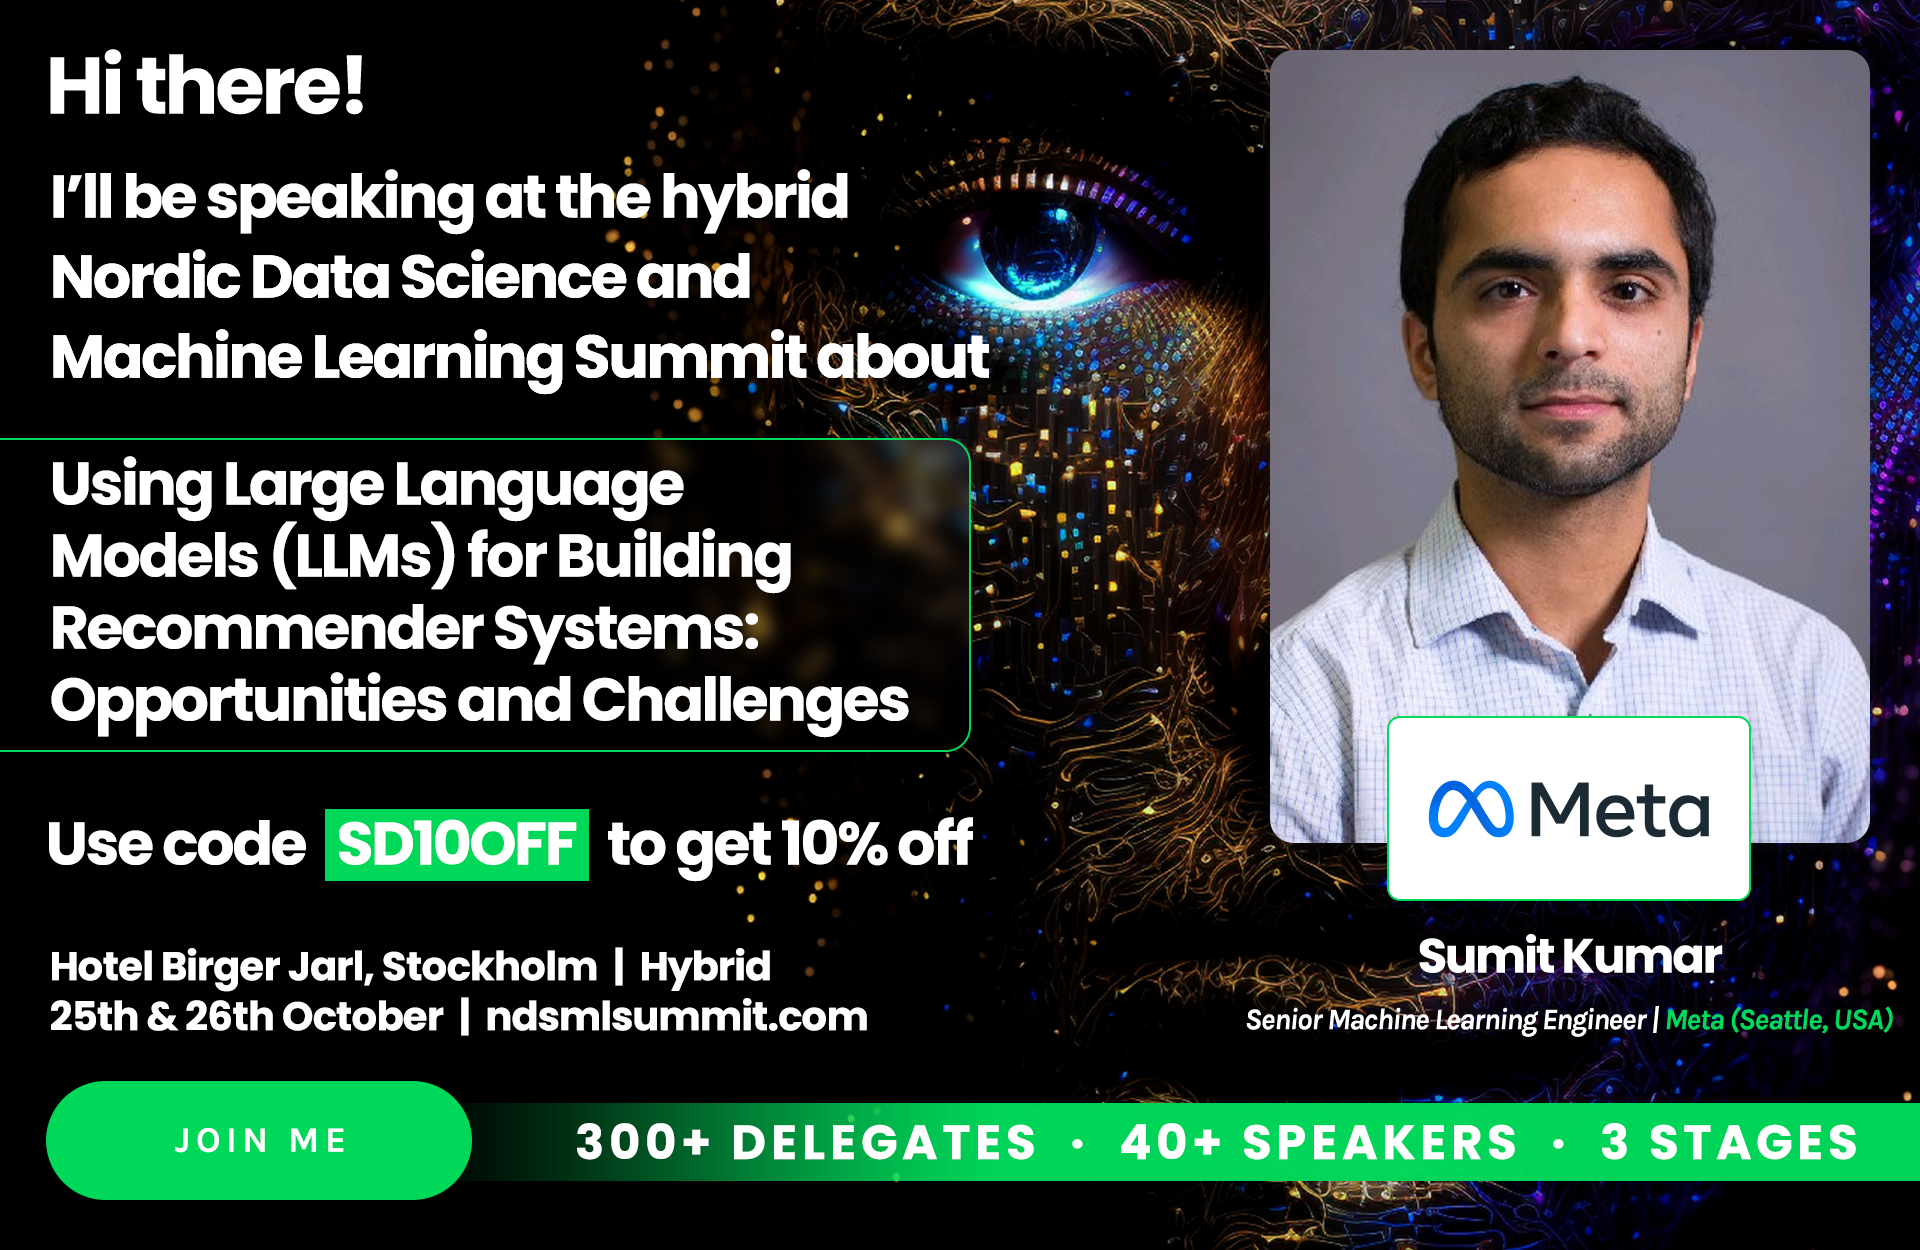 Hi there!
I’ll be speaking at the hybrid
Nordic Data Science and
Machine Learning Summit about
Using Large Language
Models (LLMs) for Building
Recommender Systems:
Opportunities and Challenges
Use code SD10OFF to get 10% off
Hotel Birger Jarl, Stockholm | Hybrid
25th & 26th October | ndsmlsummit.com
Meta
Sumit Kumar
Senior Machine Learning Engineer | Meta (Seattle, USA)
JOIN ME
300+ DELEGATES · 40+ SPEAKERS · 3 STAGES